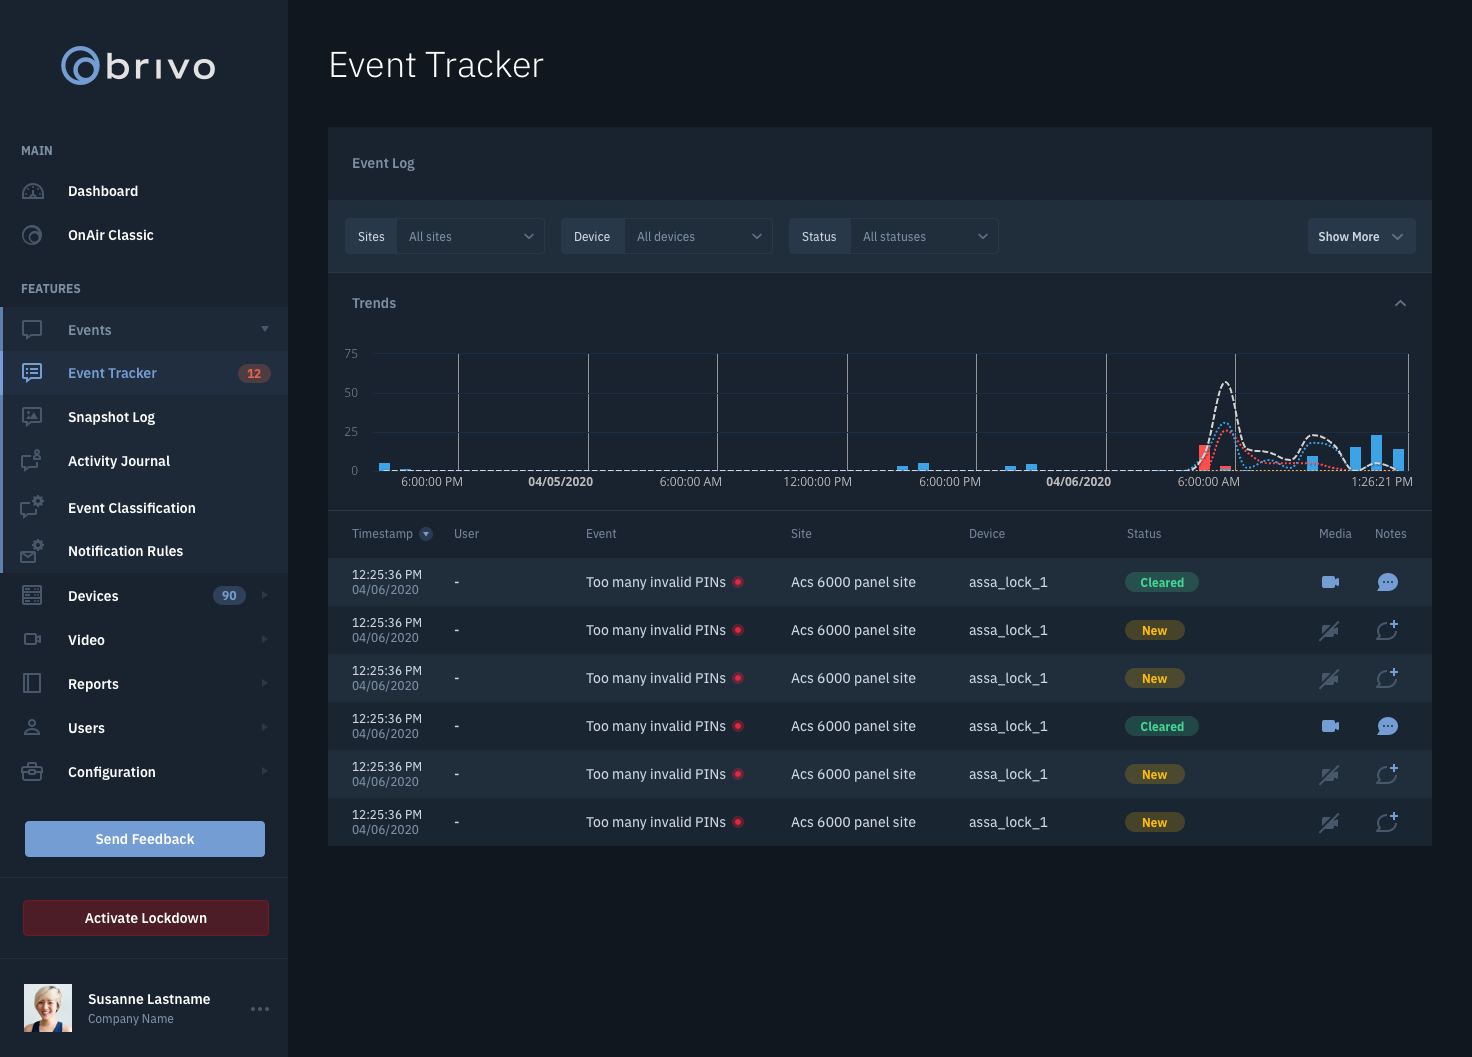 brivo
MAIN
Dashboard
OnAir Classic
FEATURES
Events
Event Tracker 12
Snapshot Log
Activity Journal
Event Classification
Notification Rules
Devices 90
Video
Reports
Users
Configuration
Send Feedback
Activate Lockdown
Susanne Lastname
Company Name
Event Tracker
Event Log
Sites All sites Device All devices Status All statuses Show More
Trends
75
50
25
0
6:00:00 PM 04/05/2020 6:00:00 AM 12:00:00 PM 6:00:00 PM 04/06/2020 6:00:00 AM 1:26:21 PM
Timestamp User Event Site Device Status Media Notes
12:25:36 PM
04/06/2020 - Too many invalid PINs Acs 6000 panel site assa_lock_1 Cleared
12:25:36 PM
04/06/2020 - Too many invalid PINs Acs 6000 panel site assa_lock_1 New
12:25:36 PM
04/06/2020 - Too many invalid PINs Acs 6000 panel site assa_lock_1 New
12:25:36 PM
04/06/2020 - Too many invalid PINs Acs 6000 panel site assa_lock_1 Cleared
12:25:36 PM
04/06/2020 - Too many invalid PINs Acs 6000 panel site assa_lock_1 New
12:25:36 PM
04/06/2020 - Too many invalid PINs Acs 6000 panel site assa_lock_1 New